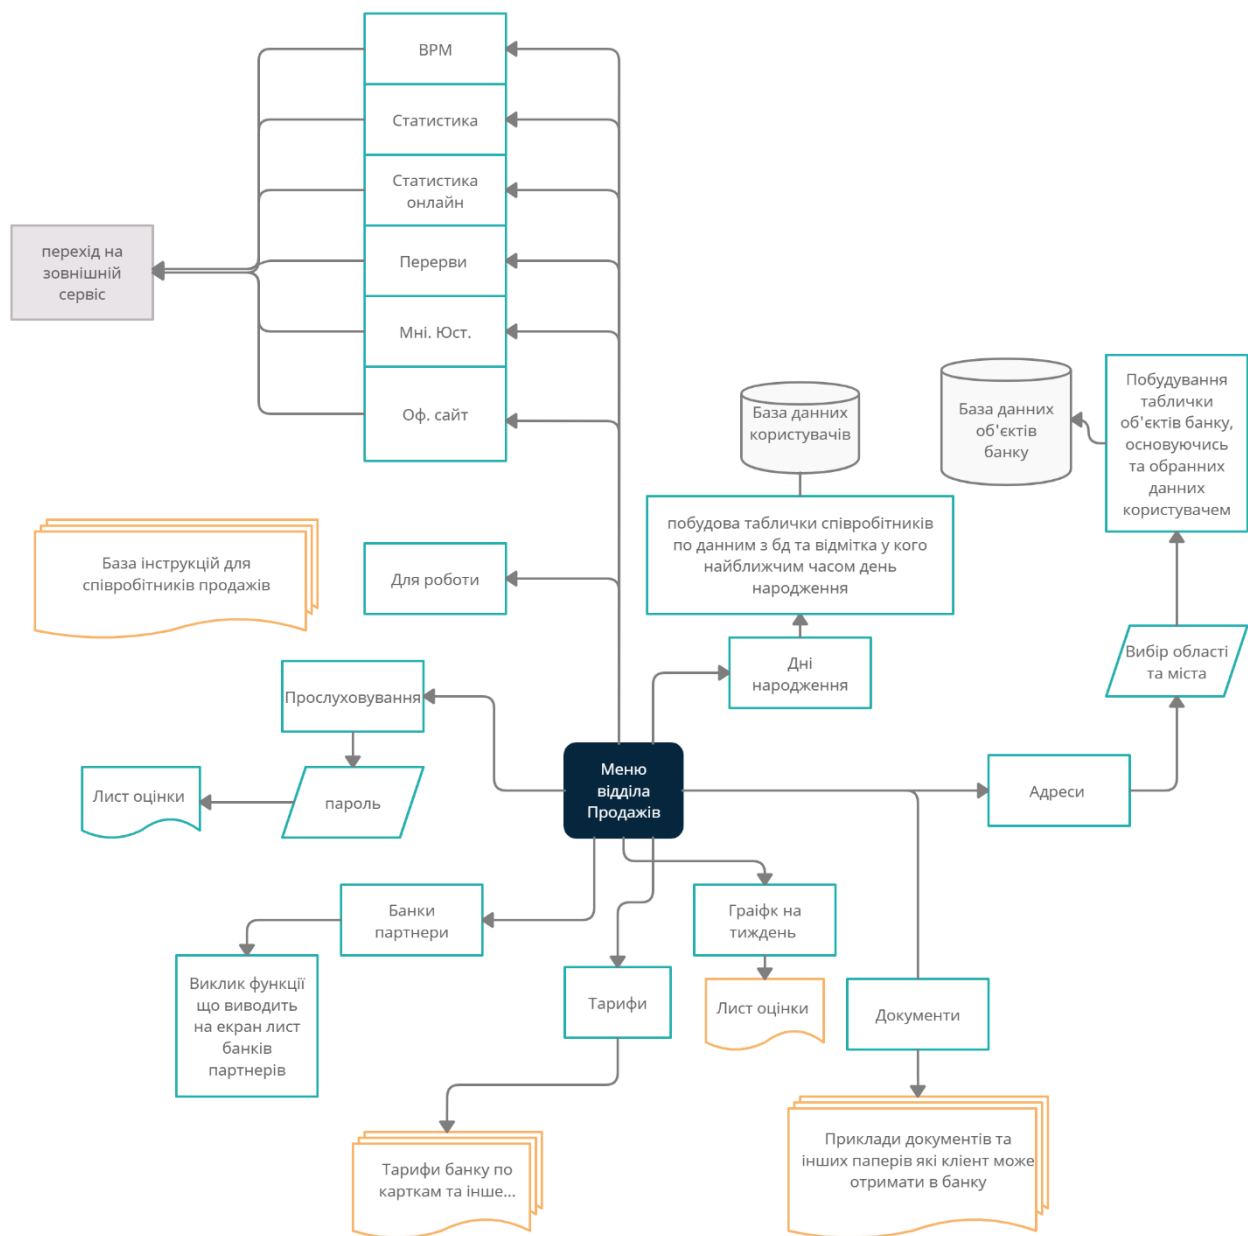 ВРМ
Статистика
Статистика
онлайн
Перерви
Мні. Юст.
Оф. сайт
перехід на
зовнішній
сервіс
База данних
користувачів
База данних
об'єктів
банку
Побудування
таблички
об'єктів банку,
основуючись
та обранних
данних
користувачем
побудова таблички співробітників
по данним з бд та відмітка у кого
найближчим часом день
народження
База інструкцій для
співробітників продажів
Для роботи
Вибір області
та міста
Дні
народження
Прослуховування
Меню
відділа
Продажів
Лист оцінки
пароль
Адреси
Банки
партнери
Граіфк на
тиждень
Виклик функції
що виводить
на екран лист
банків
партнерів
Тарифи
Лист оцінки
Документи
Тарифи банку по
карткам та інше...
Приклади документів та
інших паперів які клієнт може
отримати в банку